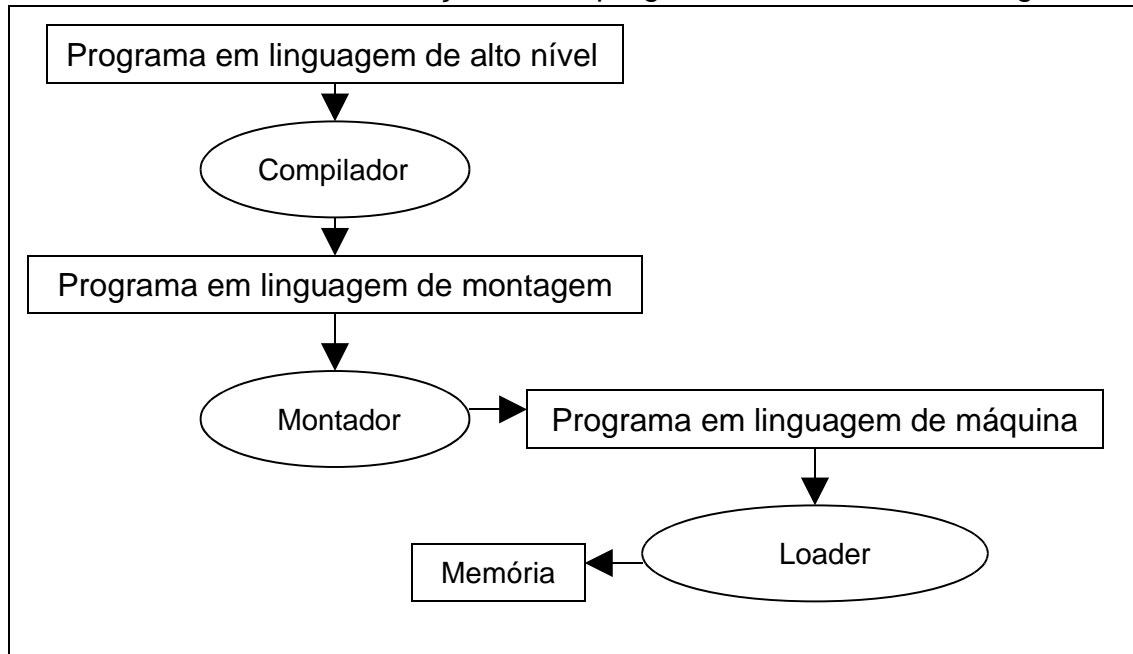 Programa em linguagem de alto nível
Compilador
Programa em linguagem de montagem
Montador
Programa em linguagem de máquina
Loader
Memória